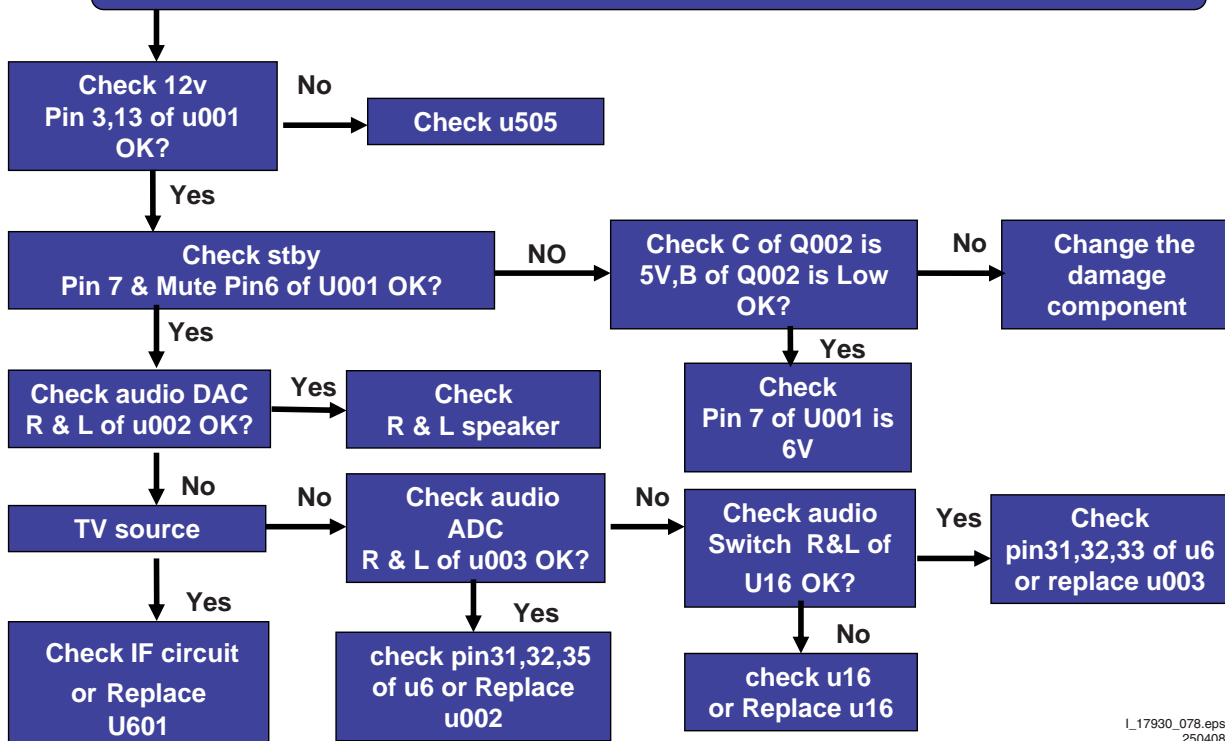 Check 12v
Pin 3,13 of u001
OK?
No
Check u505
Yes
Check stby
Pin 7 & Mute Pin6 of U001 OK?
NO
Check C of Q002 is
5V,B of Q002 is Low
OK?
No
Change the
damage
component
Yes
Yes
Check
Pin 7 of U001 is
6V
Check audio DAC
R & L of u002 OK?
Yes
Check
R & L speaker
No
TV source
No
Check audio
ADC
R & L of u003 OK?
No
Check audio
Switch R&L of
U16 OK?
Yes
Check
pin31,32,33 of u6
or replace u003
Yes
Check IF circuit
or Replace
U601
Yes
check pin31,32,35
of u6 or Replace
u002
No
check u16
or Replace u16
I_17930_078.eps
250408